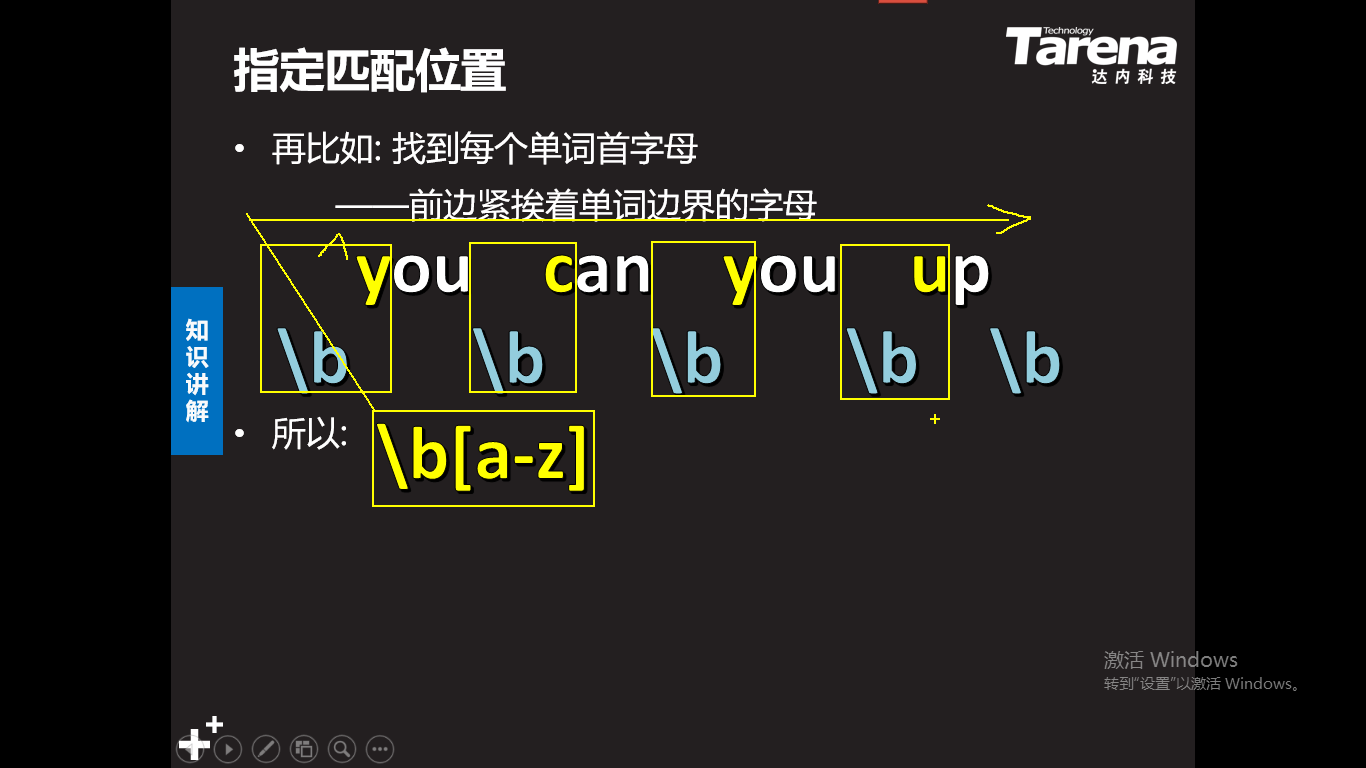 Technology
Tarena
达内科技
指定匹配位置
• 再比如: 找到每个单词首字母
——前边紧挨着单词边界的字母
you can you up
\b \b \b \b \b
知识讲解
• 所以:
\b[a-z]
激活 Windows
转到“设置”以激活 Windows。